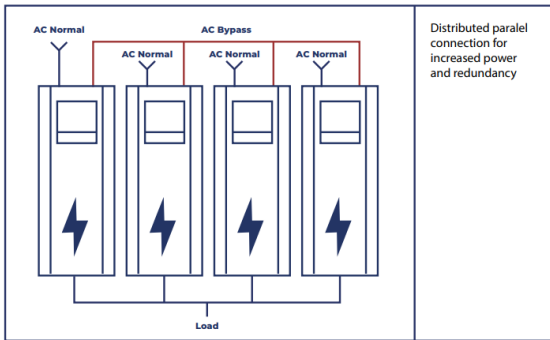 AC Normal
AC Bypass
AC Normal
AC Normal
AC Normal
Load
Distributed paralel
connection for
increased power
and redundancy